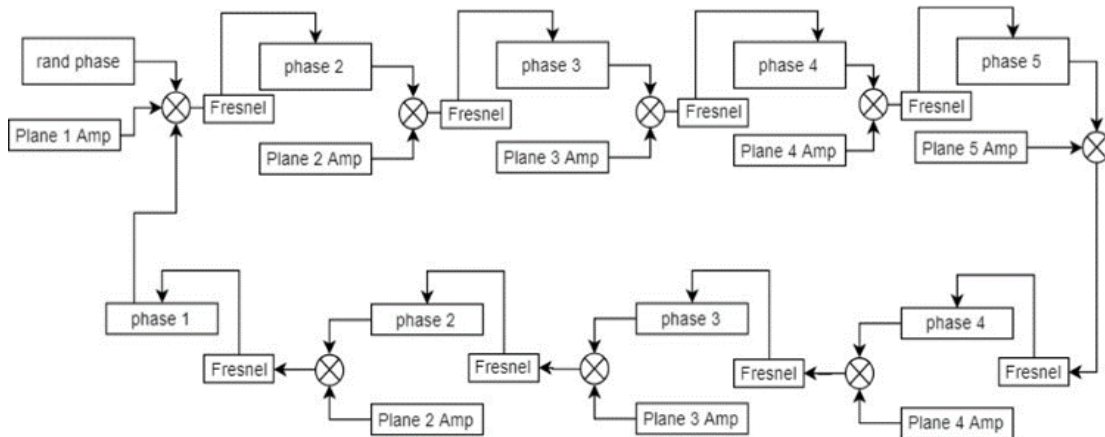 rand phase
Plane 1 Amp
Fresnel
phase 2
Plane 2 Amp
Fresnel
phase 3
Plane 3 Amp
Fresnel
phase 4
Plane 4 Amp
Fresnel
phase 5
Plane 5 Amp
phase 1
Fresnel
phase 2
Plane 2 Amp
Fresnel
phase 3
Plane 3 Amp
Fresnel
phase 4
Plane 4 Amp
Fresnel